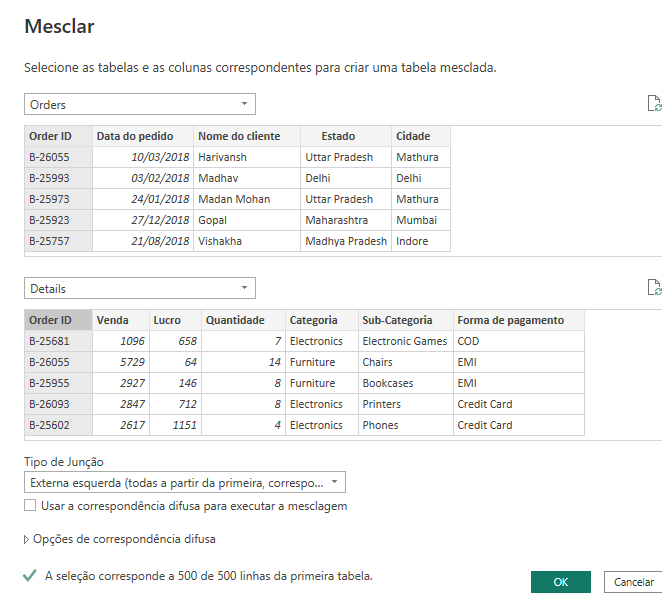 Mesclar
Selecione as tabelas e as colunas correspondentes para criar uma tabela mesclada.
Orders
Order ID Data do pedido Nome do cliente Estado Cidade
B-26055 10/03/2018 Harivansh Uttar Pradesh Mathura
B-25993 03/02/2018 Madhav Delhi Delhi
B-25973 24/01/2018 Madan Mohan Uttar Pradesh Mathura
B-25923 27/12/2018 Gopal Maharashtra Mumbai
B-25757 21/08/2018 Vishakha Madhya Pradesh Indore
Details
Order ID Venda Lucro Quantidade Categoria Sub-Categoria Forma de pagamento
B-25681 1096 658 7 Electronics Electronic Games COD
B-26055 5729 64 14 Furniture Chairs EMI
B-25955 2927 146 8 Furniture Bookcases EMI
B-26093 2847 712 8 Electronics Printers Credit Card
B-25602 2617 1151 4 Electronics Phones Credit Card
Tipo de Junção
Externa esquerda (todas a partir da primeira, correspo...
Usar a correspondência difusa para executar a mesclagem
Opções de correspondência difusa
A seleção corresponde a 500 de 500 linhas da primeira tabela.
OK Cancelar